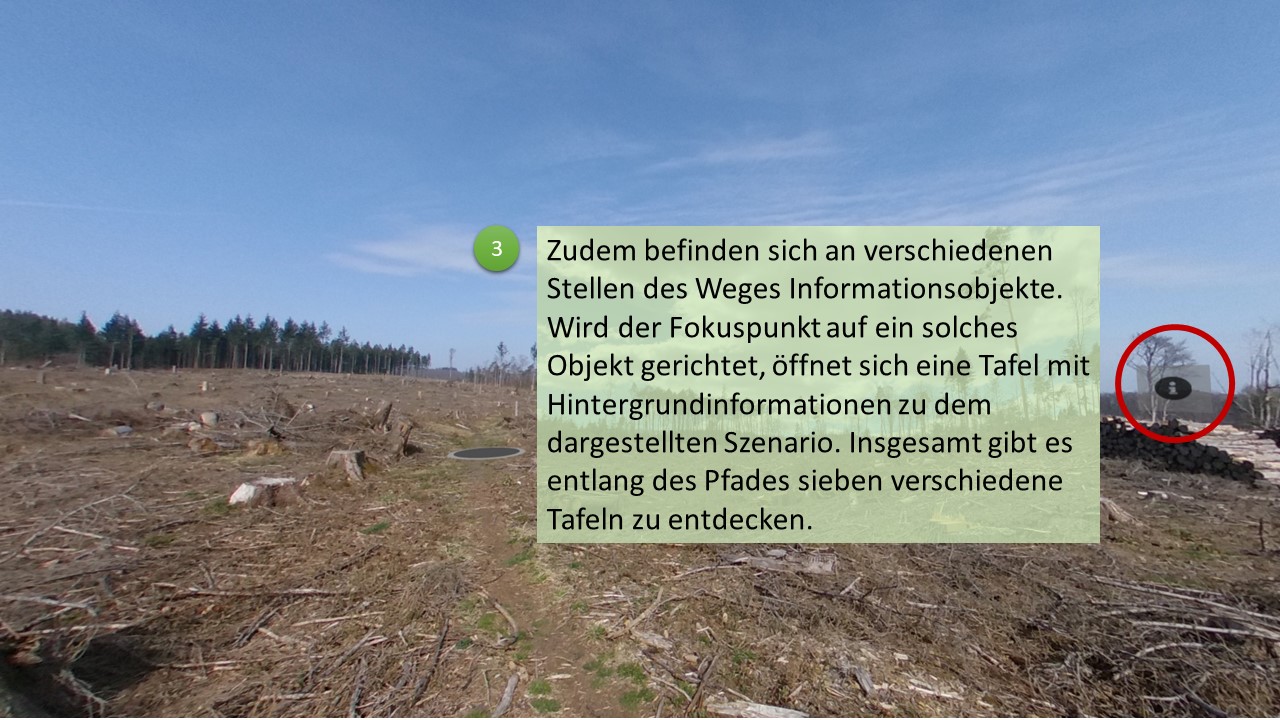 3
Zudem befinden sich an verschiedenen
Stellen des Weges Informationsobjekte.
Wird der Fokuspunkt auf ein solches
Objekt gerichtet, öffnet sich eine Tafel mit
Hintergrundinformationen zu dem
dargestellten Szenario. Insgesamt gibt es
entlang des Pfades sieben verschiedene
Tafeln zu entdecken.
i